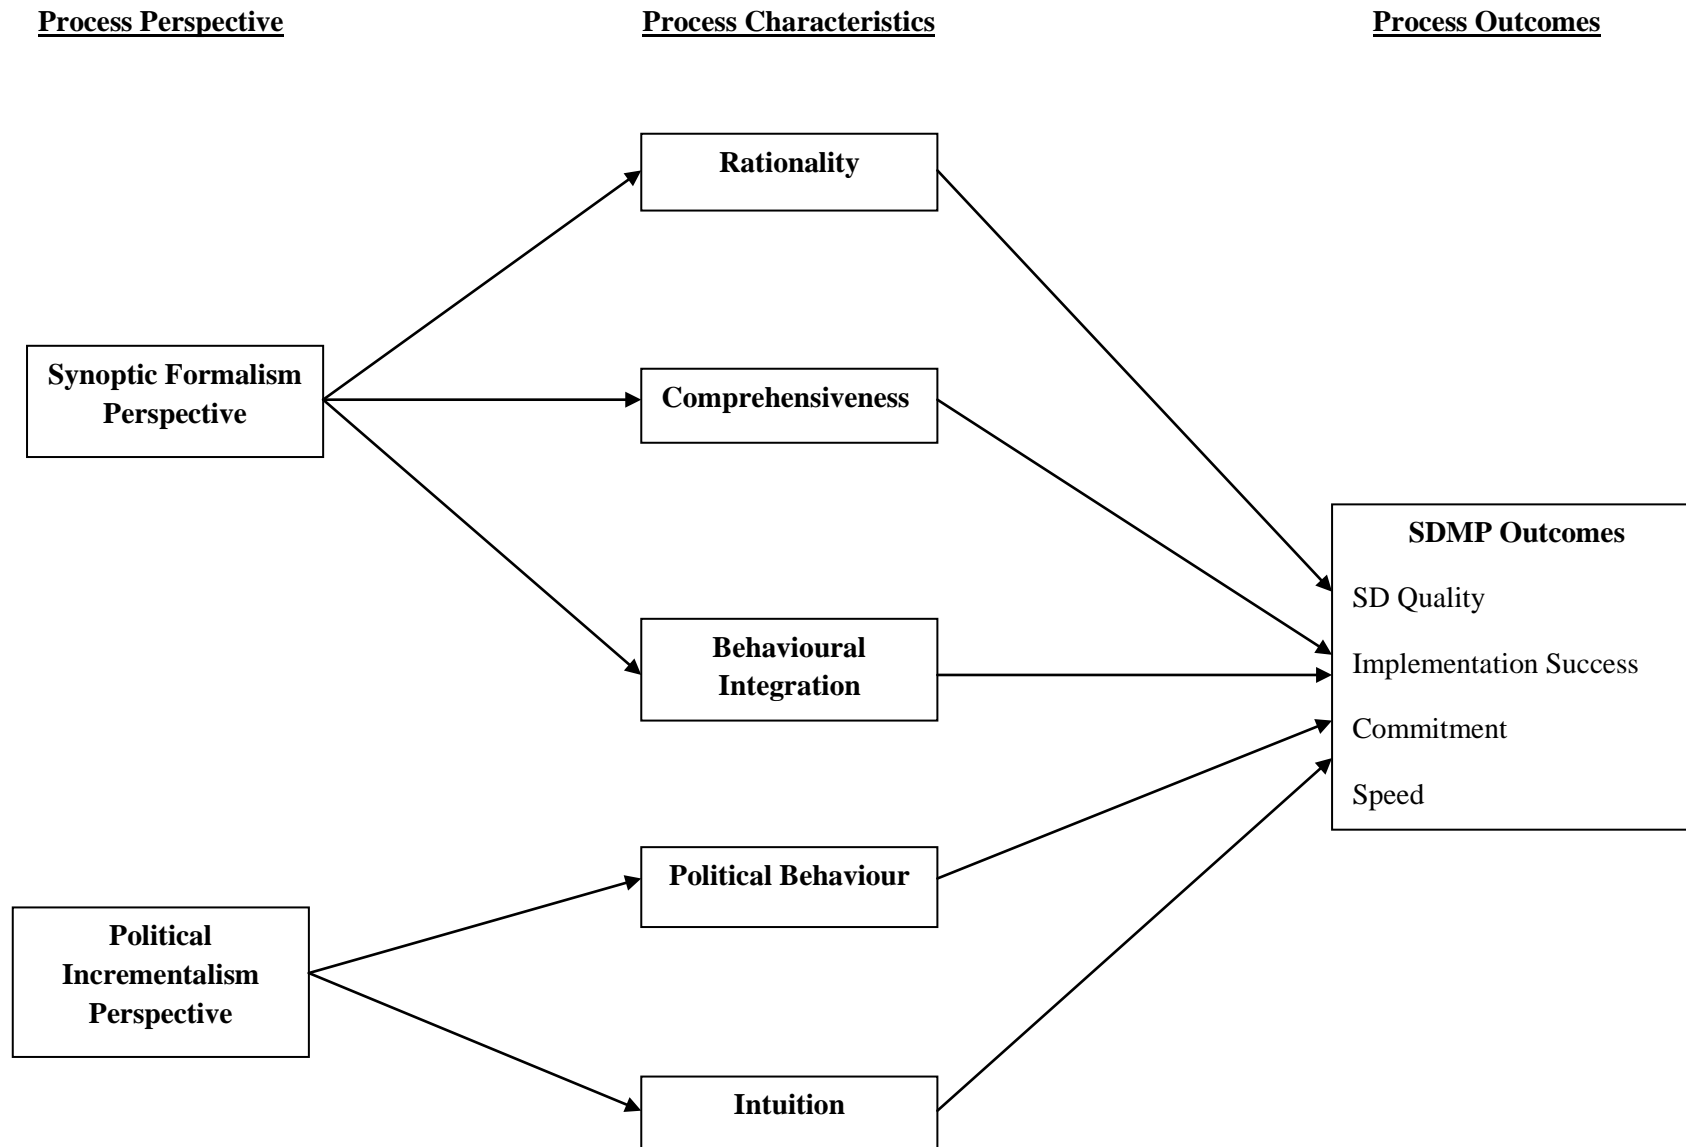 Process Perspective
Process Characteristics
Process Outcomes
Rationality
Synoptic Formalism
Perspective
Comprehensiveness
Behavioural
Integration
SDMP Outcomes
SD Quality
Implementation Success
Commitment
Speed
Political Behaviour
Political
Incrementalism
Perspective
Intuition